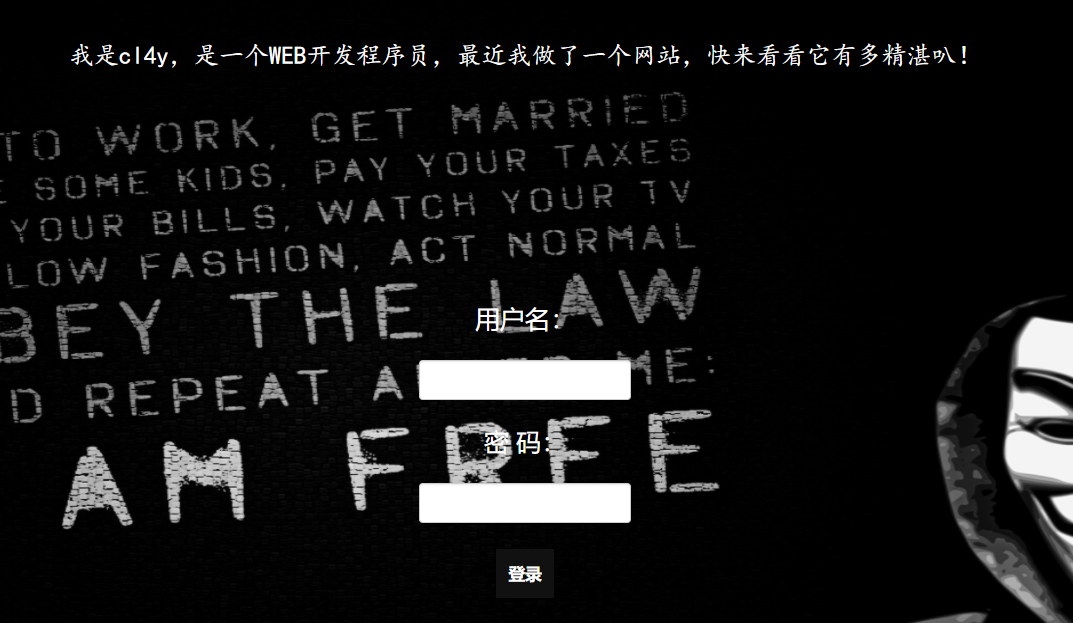 我是cl4y，是一个WEB开发程序员，最近我做了一个网站，快来看看它有多精湛叭！
TO WORK, GET MARRIED
SOME KIDS, PAY YOUR TAXES
YOUR BILLS, WATCH YOUR TV
LOW FASHION, ACT NORMAL
BEY THE LAW
D REPEAT A ME:
AM FREE
用户名：
密 码：
登录